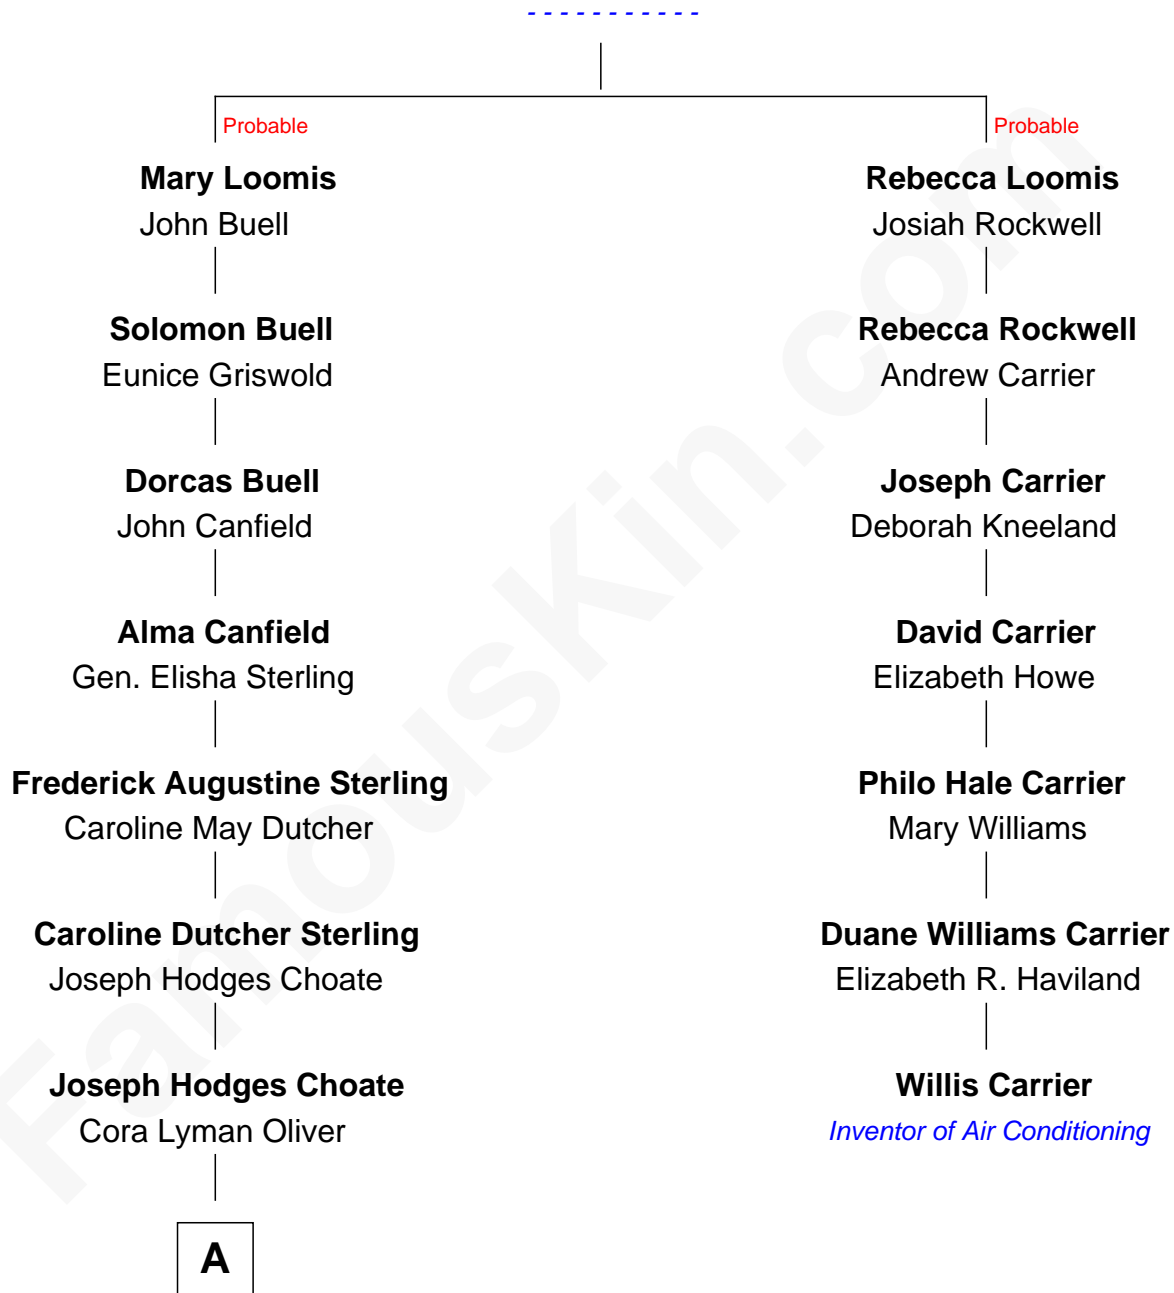 - - - - - - - - - - -
Probable
Probable
Mary Loomis
John Buell
Rebecca Loomis
Josiah Rockwell
Solomon Buell
Eunice Griswold
Rebecca Rockwell
Andrew Carrier
Dorcas Buell
John Canfield
Joseph Carrier
Deborah Kneeland
Alma Canfield
Gen. Elisha Sterling
David Carrier
Elizabeth Howe
Frederick Augustine Sterling
Caroline May Dutcher
Philo Hale Carrier
Mary Williams
Caroline Dutcher Sterling
Joseph Hodges Choate
Duane Williams Carrier
Elizabeth R. Haviland
Joseph Hodges Choate
Cora Lyman Oliver
Willis Carrier
Inventor of Air Conditioning
A
FamousKin.com